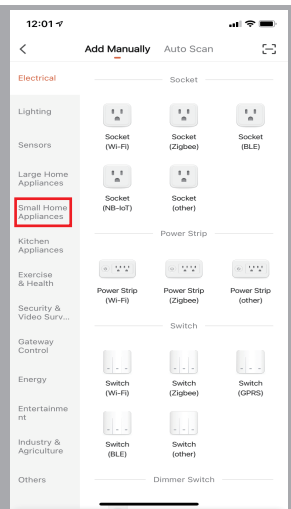 12:01
Add Manually Auto Scan
Electrical
Lighting
Sensors
Large Home
Appliances
Small Home
Appliances
Kitchen
Appliances
Exercise
& Health
Security &
Video Surv...
Gateway
Control
Energy
Entertainme
nt
Industry &
Agriculture
Others
Socket
Socket
(Wi-Fi)
Socket
(Zigbee)
Socket
(BLE)
Socket
(NB-IoT)
Socket
(other)
Power Strip
Power Strip
(Wi-Fi)
Power Strip
(Zigbee)
Power Strip
(other)
Switch
Switch
(Wi-Fi)
Switch
(Zigbee)
Switch
(GPRS)
Switch
(BLE)
Switch
(other)
Dimmer Switch